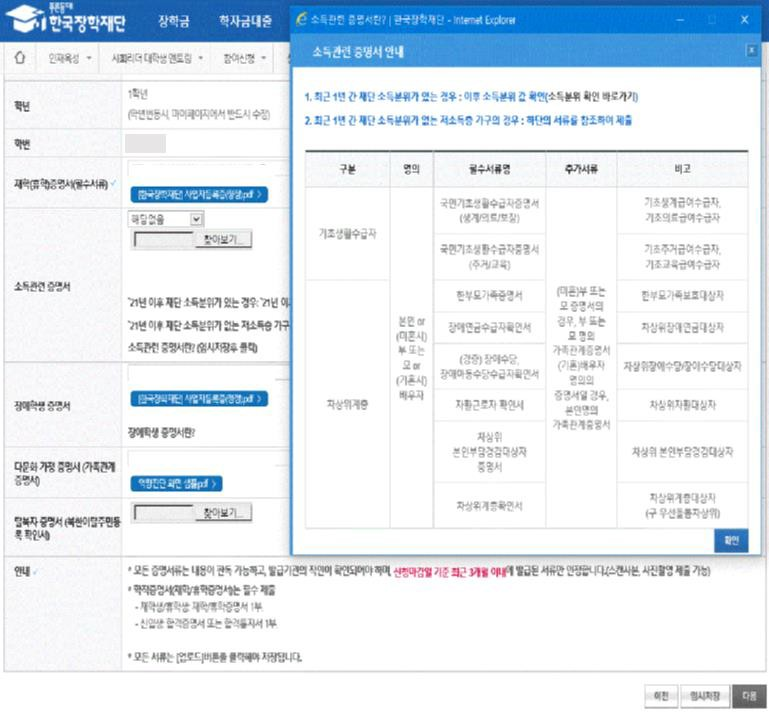 푸른등대
한국장학재단
장학금
학자금대출
인재육성
사회리더 대학생 멘토링
참여신청
학년
1학년
(학년변동시, 마이페이지에서 반드시 수정)
학번
재학(휴학)증명서(필수서류)
[한국장학재단] 사업자등록증(정정).pdf >
소득관련 증명서
해당없음
찾아보기...
*21년 이후 재단 소득분위가 있는 경우: '21년 이
*21년 이후 재단 소득분위가 없는 저소득층 가구
소득관련 증명서란? (임시저장후 클릭)
장애학생 증명서
[한국장학재단] 사업자등록증(정정).pdf >
장애학생 증명서란?
다문화 가정 증명서 (가족관계
증명서)
역량진단 화면 샘플.pdf >
탈북자 증명서 (북한이탈주민등
록 확인서)
찾아보기...
안내
* 모든 증명서류는 내용이 판독 가능하고, 발급기관의 직인이 확인되어야 하며, 신청마감일 기준 최근 3개월 이내에 발급된 서류만 인정합니다.(스캔사본, 사진촬영 제출 가능)
* 학적증명서(재학/휴학증명서)는 필수 제출
- 재학생/휴학생: 재학/휴학증명서 1부
- 신입생: 합격증명서 또는 합격통지서 1부
* 모든 서류는 [업로드]버튼을 클릭해야 저장됩니다.
이전
임시저장
다음
소득관련 증명서란? | 한국장학재단 - Internet Explorer
소득관련 증명서 안내
1. 최근 1년 간 재단 소득분위가 있는 경우 : 이후 소득분위 값 확인(소득분위 확인 바로가기)
2. 최근 1년 간 재단 소득분위가 없는 저소득층 가구의 경우 : 하단의 서류를 참조하여 제출
구분
명의
필수서류명
추가서류
비고
기초생활수급자
국민기초생활수급자증명서
(생계/의료/보장)
기초생계급여수급자,
기초의료급여수급자
국민기초생활수급자증명서
(주거/교육)
기초주거급여수급자,
기초교육급여수급자
본인 or
(미혼시)
부 또는
모 or
(기혼시)
배우자
(미혼)부 또는
모 증명서의
경우, 부 또는
모 명의
가족관계증명서
(기혼)배우자
명의의
증명서일 경우,
본인명의
가족관계증명서
차상위계층
한부모가족증명서
한부모가족보호대상자
장애연금수급자확인서
차상위장애연금대상자
(경증) 장애수당,
장애아동수당수급자확인서
차상위장애수당/장애수당대상자
자활근로자 확인서
차상위자활대상자
차상위
본인부담경감대상자
증명서
차상위 본인부담경감대상자
차상위계층확인서
차상위계층대상자
(구 우선돌봄차상위)
확인